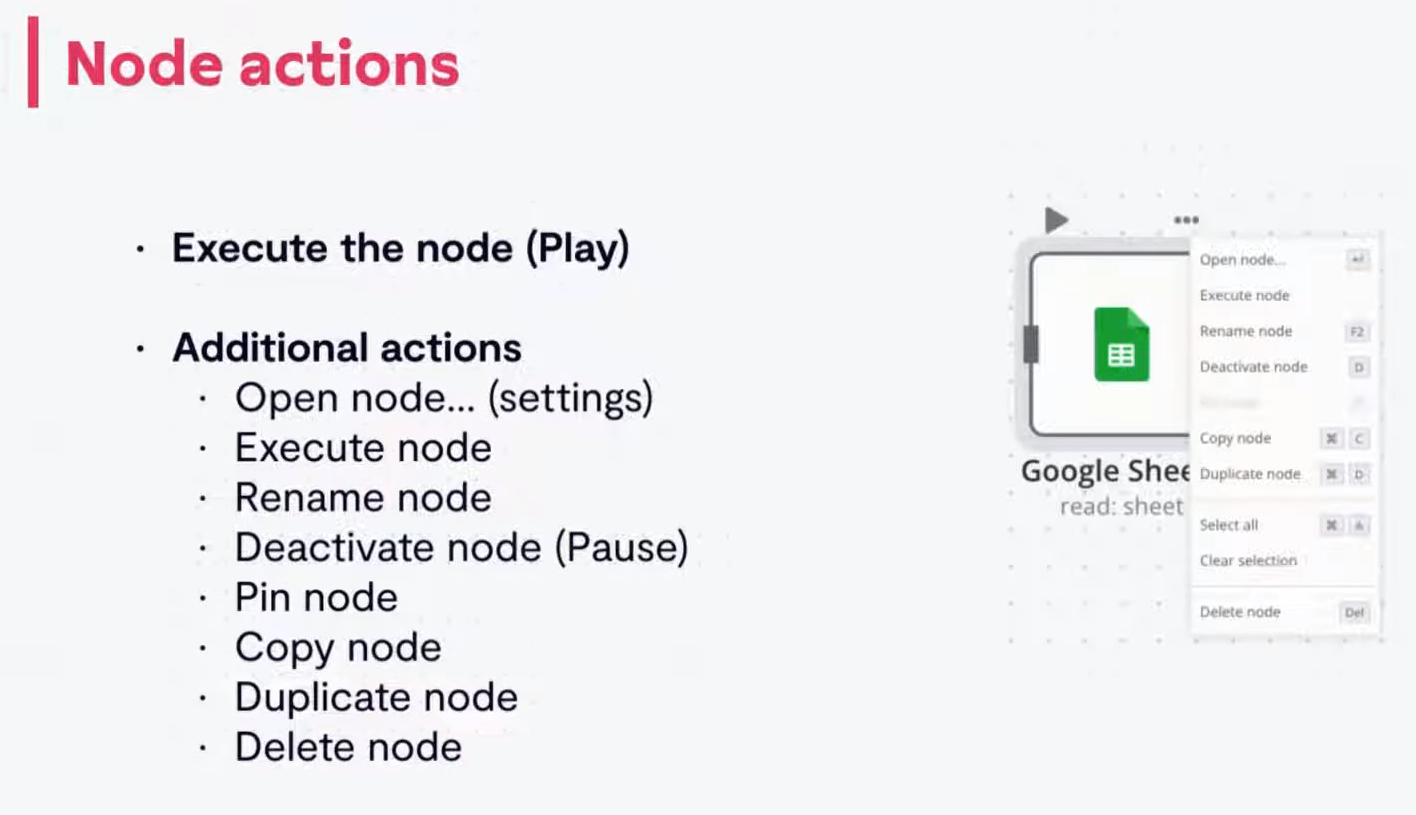 Node actions
· Execute the node (Play)
· Additional actions
· Open node... (settings)
· Execute node
· Rename node
· Deactivate node (Pause)
· Pin node
· Copy node
· Duplicate node
· Delete node
Open node... ↵
Execute node
Rename node F2
Deactivate node D
Copy node ⌘ C
Duplicate node ⌘ D
Select all ⌘ A
Clear selection
Delete node Del
Google Shee
read: sheet